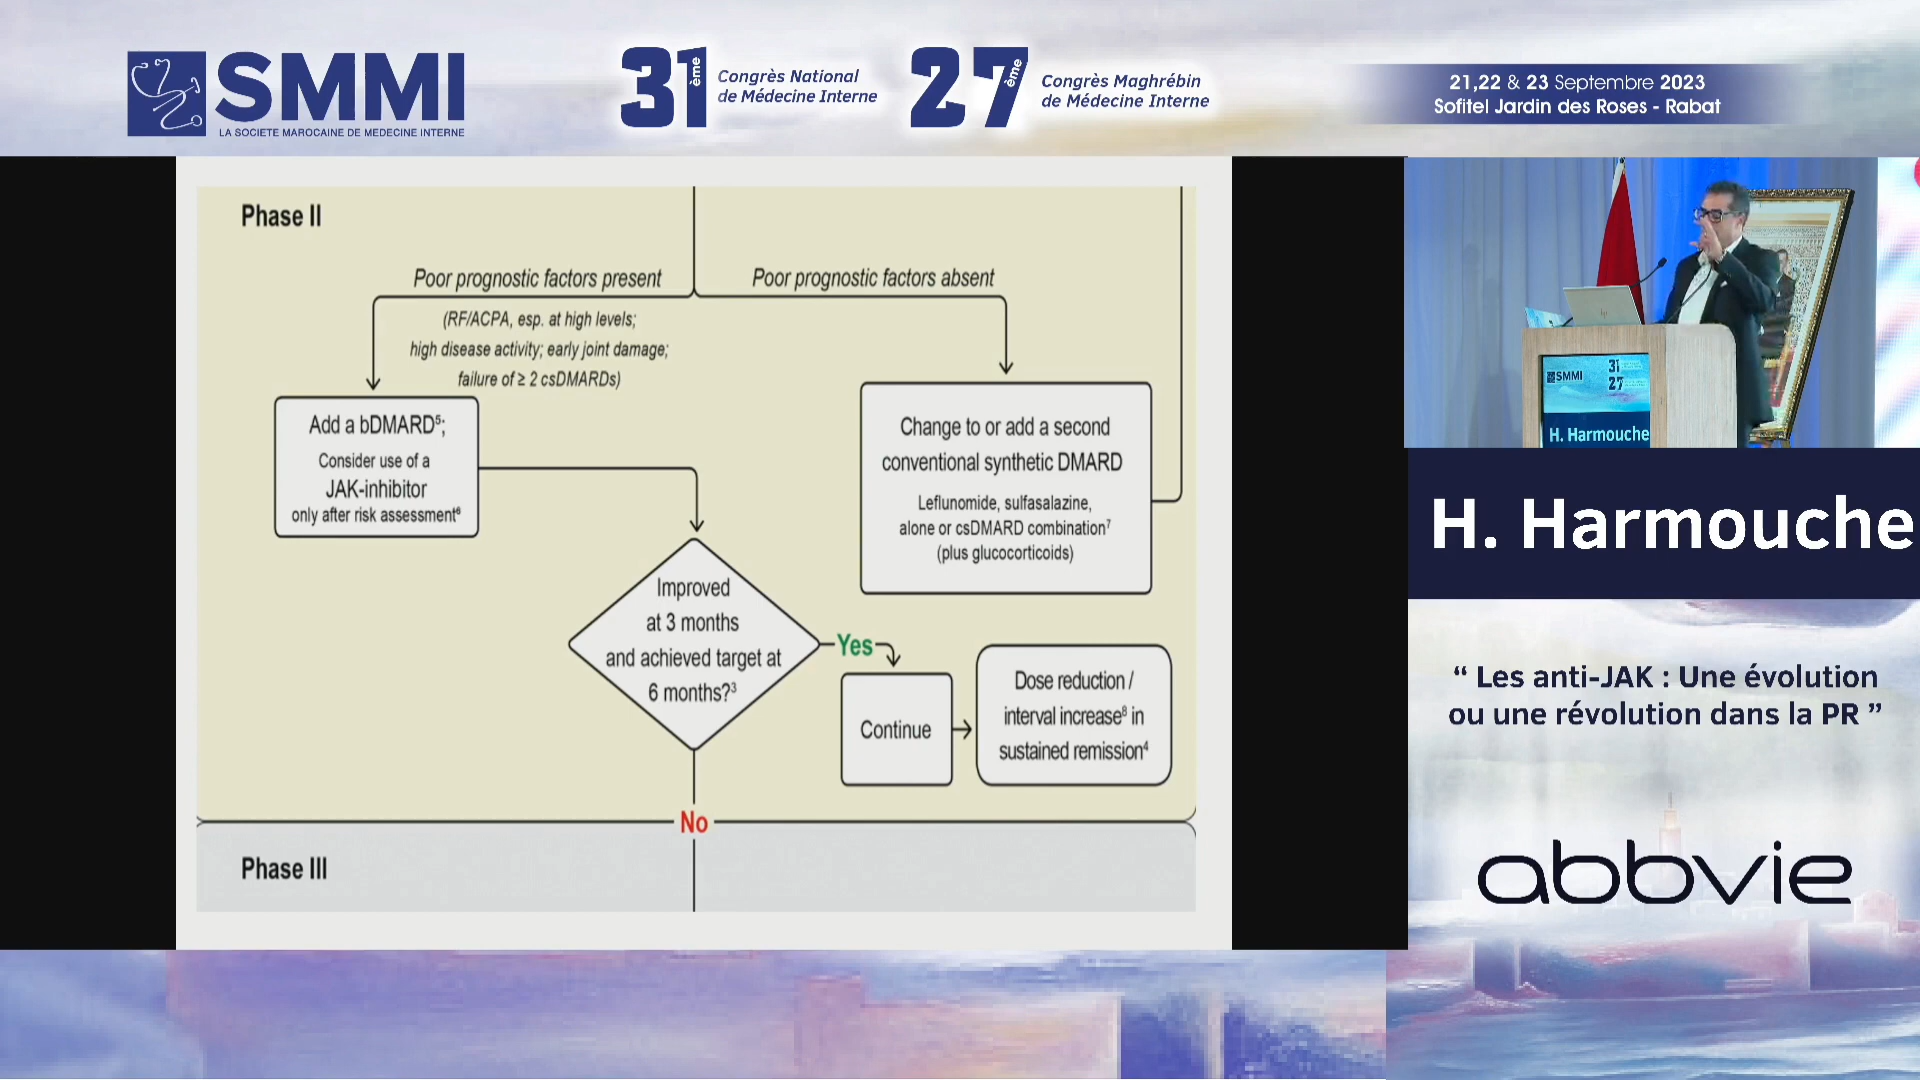 SMMI
LA SOCIETE MAROCAINE DE MEDECINE INTERNE
31ème
Congrès National
de Médecine Interne
27ème
Congrès Maghrébin
de Médecine Interne
21,22 & 23 Septembre 2023
Sofitel Jardin des Roses - Rabat
Phase II
Poor prognostic factors present
Poor prognostic factors absent
(RF/ACPA, esp. at high levels;
high disease activity; early joint damage;
failure of ≥ 2 csDMARDs)
Add a bDMARD⁵;
Consider use of a
JAK-inhibitor
only after risk assessment⁶
Change to or add a second
conventional synthetic DMARD
Leflunomide, sulfasalazine,
alone or csDMARD combination⁷
(plus glucocorticoids)
Improved
at 3 months
and achieved target at
6 months?³
Yes
Continue
Dose reduction /
interval increase⁸ in
sustained remission⁴
No
Phase III
SMMI
31
27
H. Harmouche
H. Harmouche
“ Les anti-JAK : Une évolution
ou une révolution dans la PR ”
abbvie